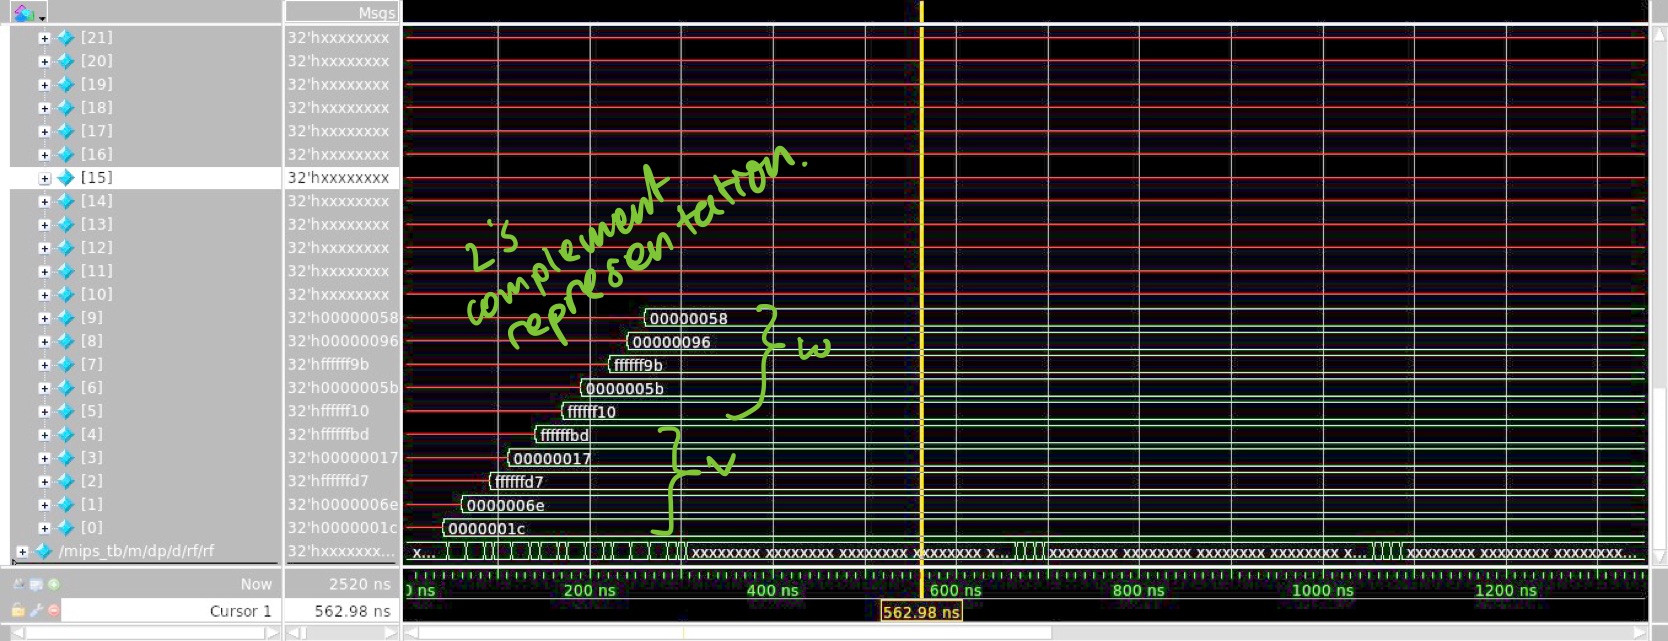 Msgs
[21] 32'hxxxxxxxx
[20] 32'hxxxxxxxx
[19] 32'hxxxxxxxx
[18] 32'hxxxxxxxx
[17] 32'hxxxxxxxx
[16] 32'hxxxxxxxx
[15] 32'hxxxxxxxx
[14] 32'hxxxxxxxx
[13] 32'hxxxxxxxx
[12] 32'hxxxxxxxx
[11] 32'hxxxxxxxx
[10] 32'hxxxxxxxx
2's
complement
representation.
[9] 32'h00000058 00000058
[8] 32'h00000096 00000096
[7] 32'hffffff9b ffffff9b
[6] 32'h0000005b 0000005b
[5] 32'hffffff10 ffffff10
w
[4] 32'hffffffbd ffffffbd
[3] 32'h00000017 00000017
[2] 32'hffffffd7 ffffffd7
[1] 32'h0000006e 0000006e
[0] 32'h0000001c 0000001c
v
/mips_tb/m/dp/d/rf/rf 32'hxxxxxxx... x... xxxxxxxx xxxxxxxx xxxxxxxx xxxxxxxx x... xxxxxxxx xxxxxxxx xxxxxxxx xxxxxxxx x... xxxxxxxx xxxxxxxx xxxxxxxx...
Now 2520 ns 0 ns 200 ns 400 ns 600 ns 800 ns 1000 ns 1200 ns
Cursor 1 562.98 ns 562.98 ns